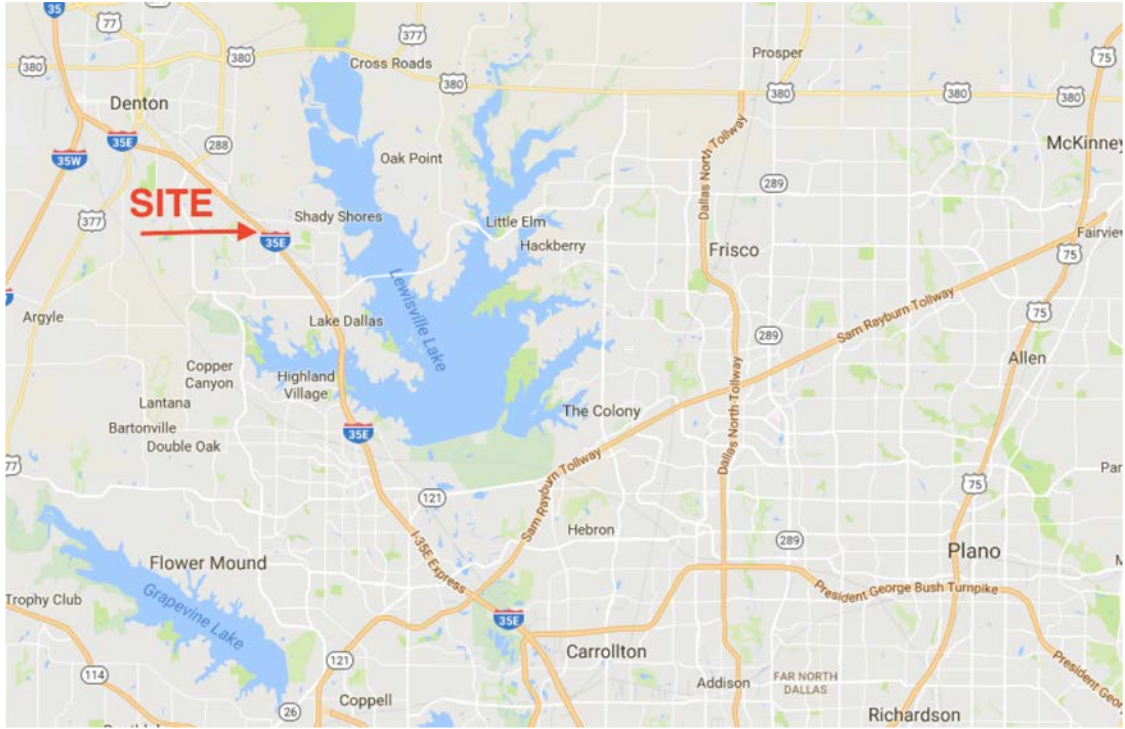 35
77
377
380
380
Cross Roads
380
Prosper
75
380
380
380
Denton
35E
288
35W
Oak Point
McKinney
289
SITE
377
Shady Shores
35E
Little Elm
Hackberry
Dallas North Tollway
Frisco
Fairview
75
Lewisville Lake
Argyle
Lake Dallas
Sam Rayburn Tollway
75
289
Allen
Copper
Canyon
Highland
Village
Lantana
Bartonville
Double Oak
The Colony
35E
Dallas North Tollway
77
Sam Rayburn Tollway
121
75
Hebron
I-35E Express
289
Plano
Flower Mound
Grapevine Lake
Trophy Club
President George Bush Turnpike
35E
Carrollton
121
114
Addison
FAR NORTH
DALLAS
26
Coppell
Richardson